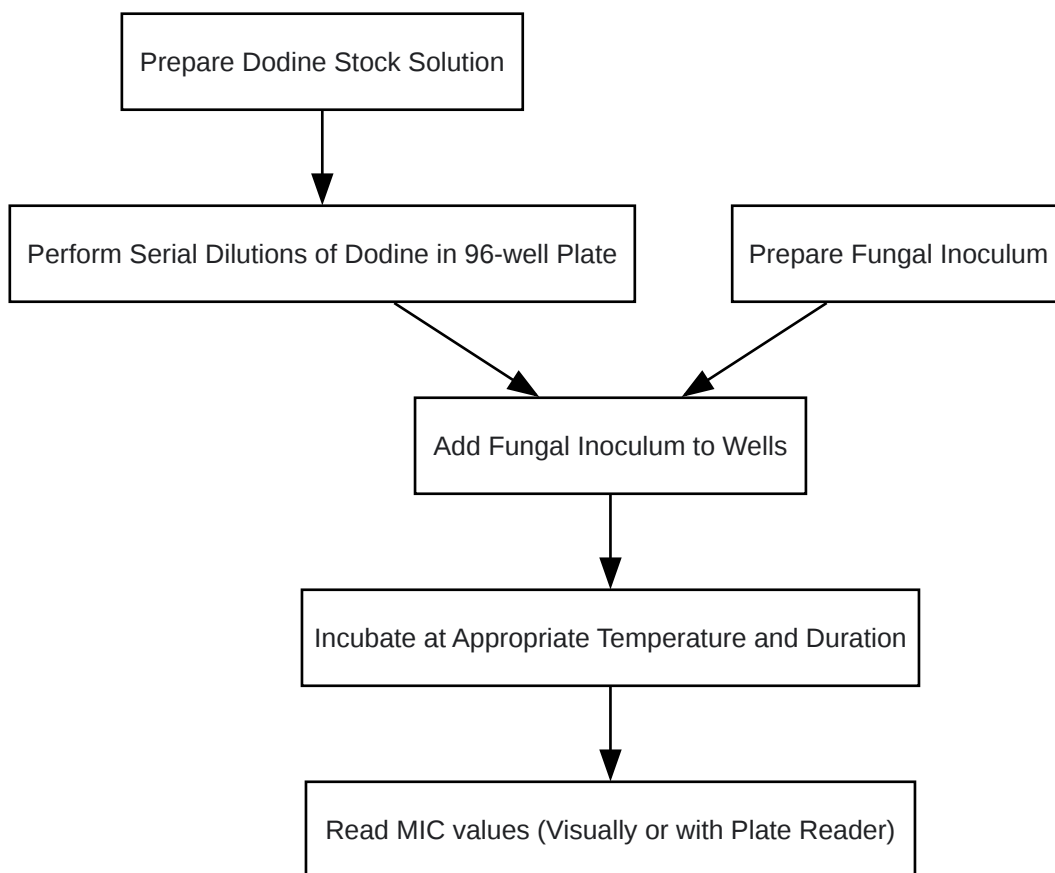 Prepare Dodine Stock Solution
Perform Serial Dilutions of Dodine in 96-well Plate
Prepare Fungal Inoculum
Add Fungal Inoculum to Wells
Incubate at Appropriate Temperature and Duration
Read MIC values (Visually or with Plate Reader)